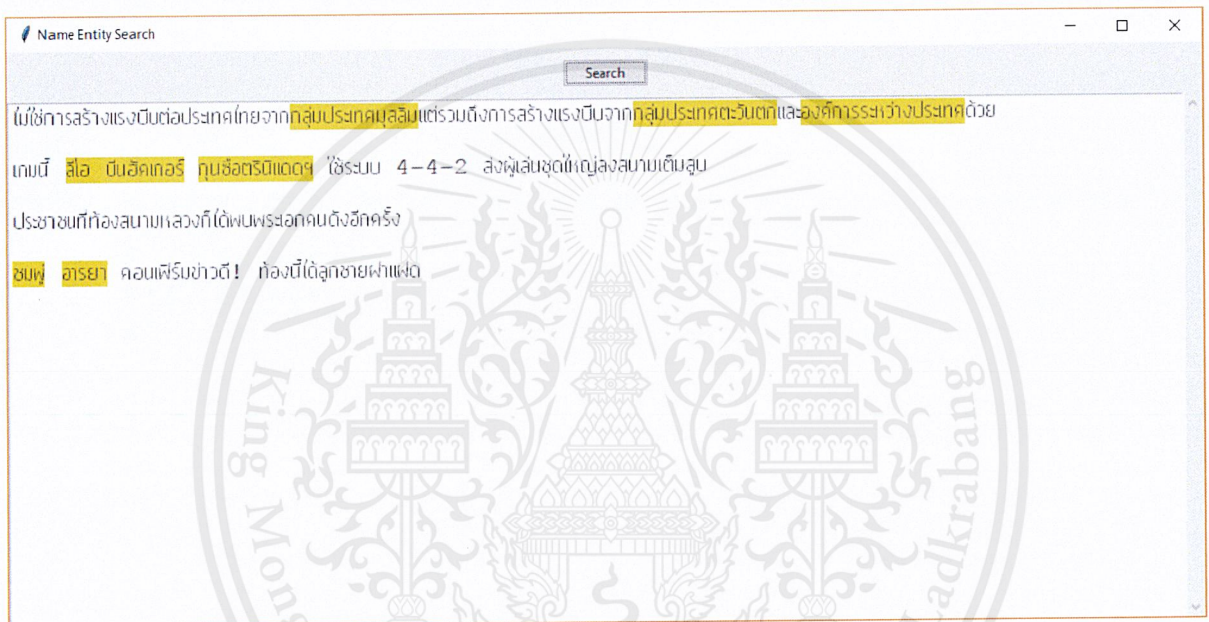 Name Entity Search
Search
ไม่ใช่การสร้างแรงบีบต่อประเทศไทยจากกลุ่มประเทศมุสลิมแต่รวมถึงการสร้างแรงบีบจากกลุ่มประเทศตะวันตกและองค์การระหว่างประเทศด้วย
เกมนี้ ลีโอ บีนฮัคเกอร์ กุนซือตรินิแดดฯ ใช้ระบบ 4-4-2 ส่งผู้เล่นชุดใหญ่ลงสนามเต็มสูบ
ประชาชนที่ท้องสนามหลวงก็ได้พบพระเอกคนดังอีกครั้ง
ชมพู่ อารยา คอนเฟิร์มข่าวดี! ท้องนี้ได้ลูกชายฝาแฝด
King Mong
Ladkrabang